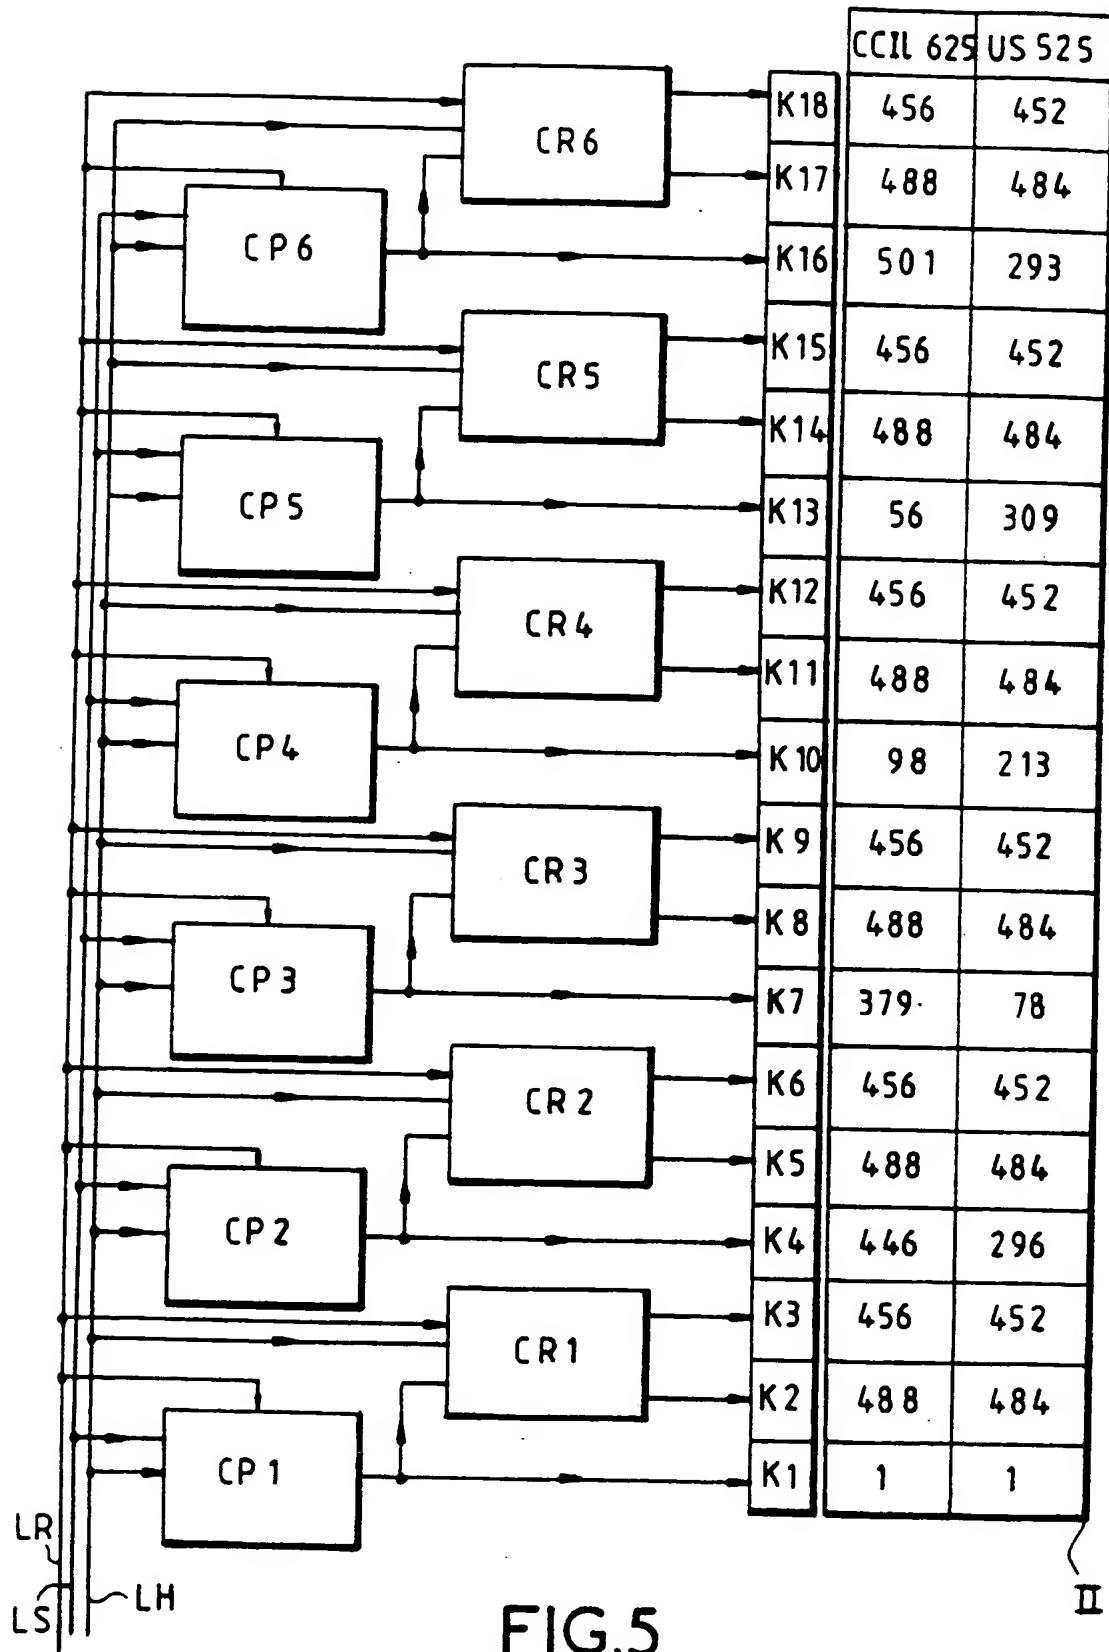 CCIL 625 US 525
CR6 K18 456 452
K17 488 484
CP6 K16 501 293
CR5 K15 456 452
K14 488 484
CP5 K13 56 309
CR4 K12 456 452
K11 488 484
CP4 K10 98 213
CR3 K9 456 452
K8 488 484
CP3 K7 379 78
CR2 K6 456 452
K5 488 484
CP2 K4 446 296
CR1 K3 456 452
K2 488 484
CP1 K1 1 1
LR
LS LH II
FIG.5